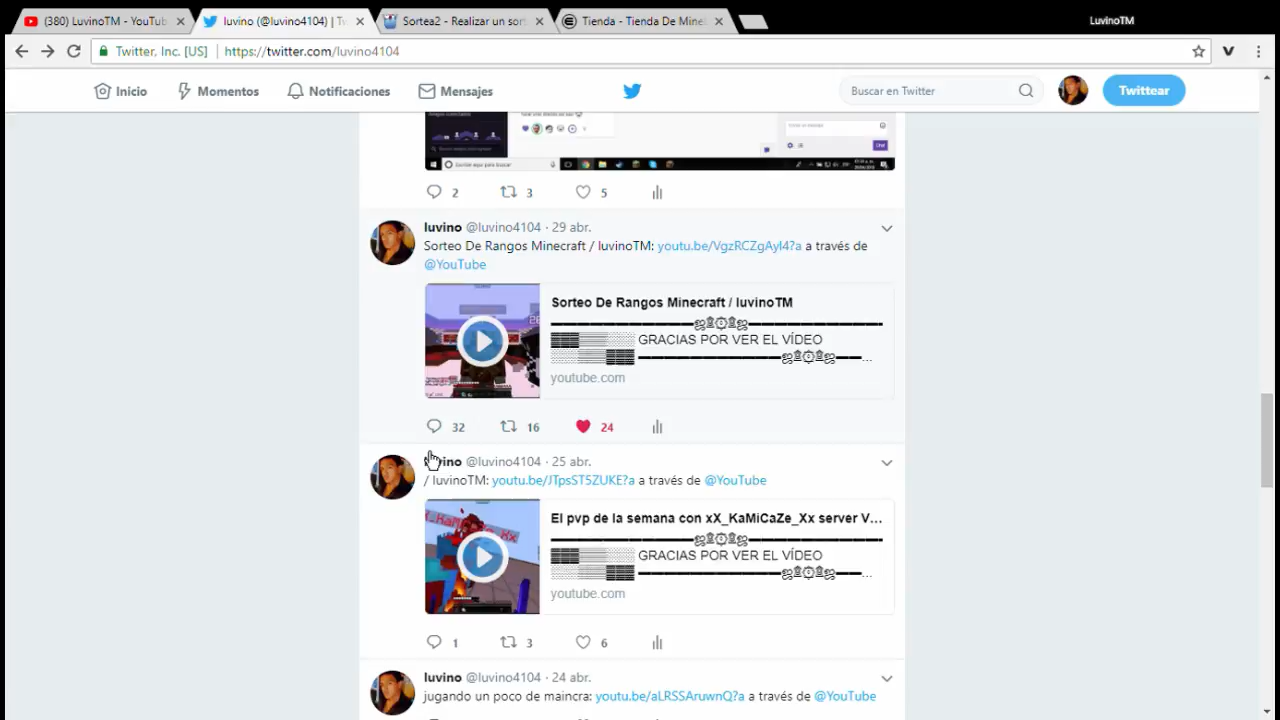 (380) LuvinoTM - YouTub
luvino (@luvino4104) | Tw
Sortea2 - Realizar un sort
Tienda - Tienda De Minel
LuvinoTM
Twitter, Inc. [US]
https://twitter.com/luvino4104
Inicio
Momentos
Notificaciones
Mensajes
Buscar en Twitter
Twittear
2 3 5
luvino @luvino4104 · 29 abr.
Sorteo De Rangos Minecraft / luvinoTM: youtu.be/VgzRCZgAyI4?a a través de
@YouTube
Sorteo De Rangos Minecraft / luvinoTM
GRACIAS POR VER EL VÍDEO
...
youtube.com
32 16 24
@luvino4104 · 25 abr.
/ luvinoTM: youtu.be/JTpsST5ZUKE?a a través de @YouTube
El pvp de la semana con xX_KaMiCaZe_Xx server V...
GRACIAS POR VER EL VÍDEO
...
youtube.com
1 3 6
luvino @luvino4104 · 24 abr.
jugando un poco de maincra: youtu.be/aLRSSAruwnQ?a a través de @YouTube